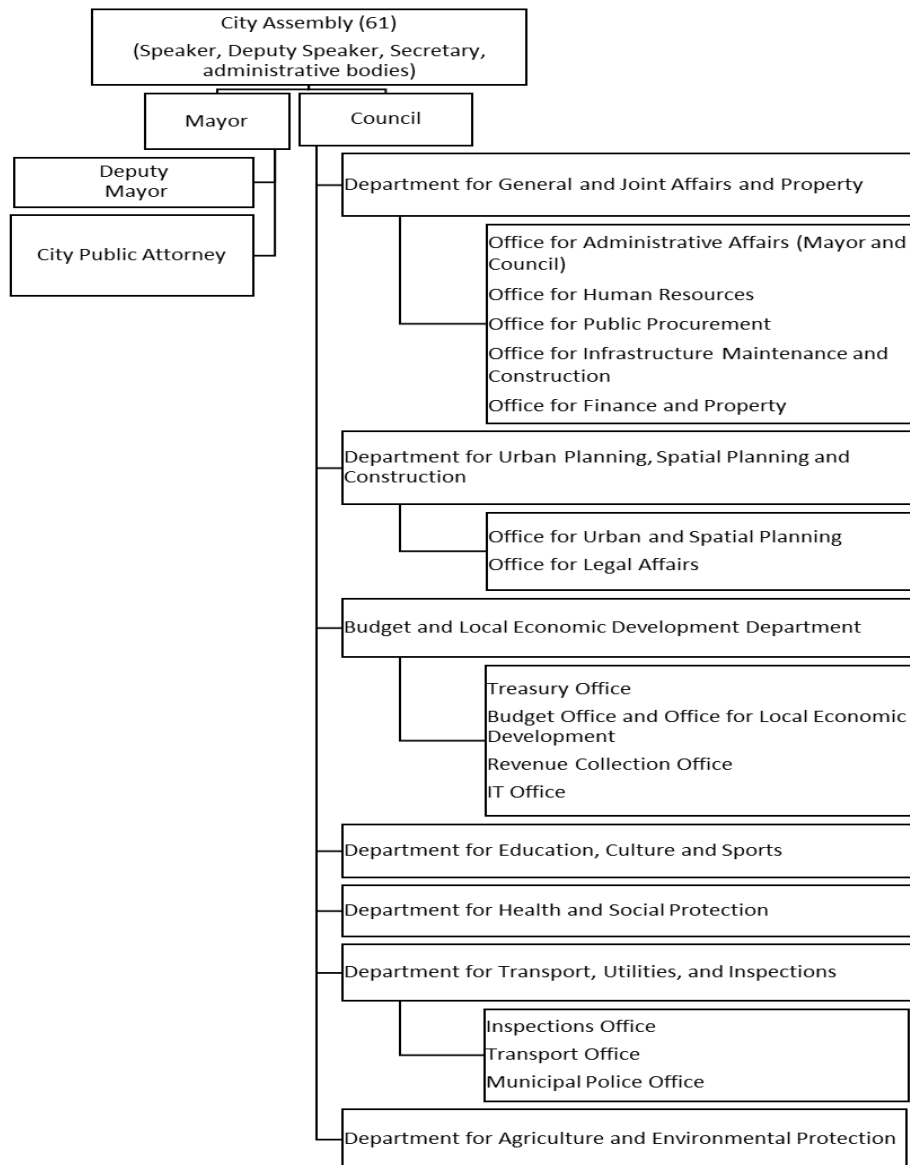 City Assembly (61)
(Speaker, Deputy Speaker, Secretary,
administrative bodies)
Mayor
Council
Deputy
Mayor
City Public Attorney
Department for General and Joint Affairs and Property
Office for Administrative Affairs (Mayor and
Council)
Office for Human Resources
Office for Public Procurement
Office for Infrastructure Maintenance and
Construction
Office for Finance and Property
Department for Urban Planning, Spatial Planning and
Construction
Office for Urban and Spatial Planning
Office for Legal Affairs
Budget and Local Economic Development Department
Treasury Office
Budget Office and Office for Local Economic
Development
Revenue Collection Office
IT Office
Department for Education, Culture and Sports
Department for Health and Social Protection
Department for Transport, Utilities, and Inspections
Inspections Office
Transport Office
Municipal Police Office
Department for Agriculture and Environmental Protection